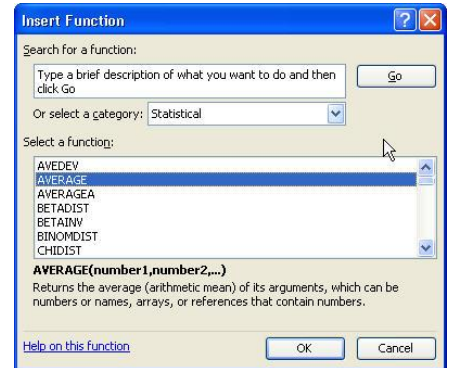 Insert Function
Search for a function:
Type a brief description of what you want to do and then
click Go
Go
Or select a category: Statistical
Select a function:
AVEDEV
AVERAGE
AVERAGEA
BETADIST
BETAINV
BINOMDIST
CHIDIST
AVERAGE(number1,number2,...)
Returns the average (arithmetic mean) of its arguments, which can be
numbers or names, arrays, or references that contain numbers.
Help on this function
OK
Cancel